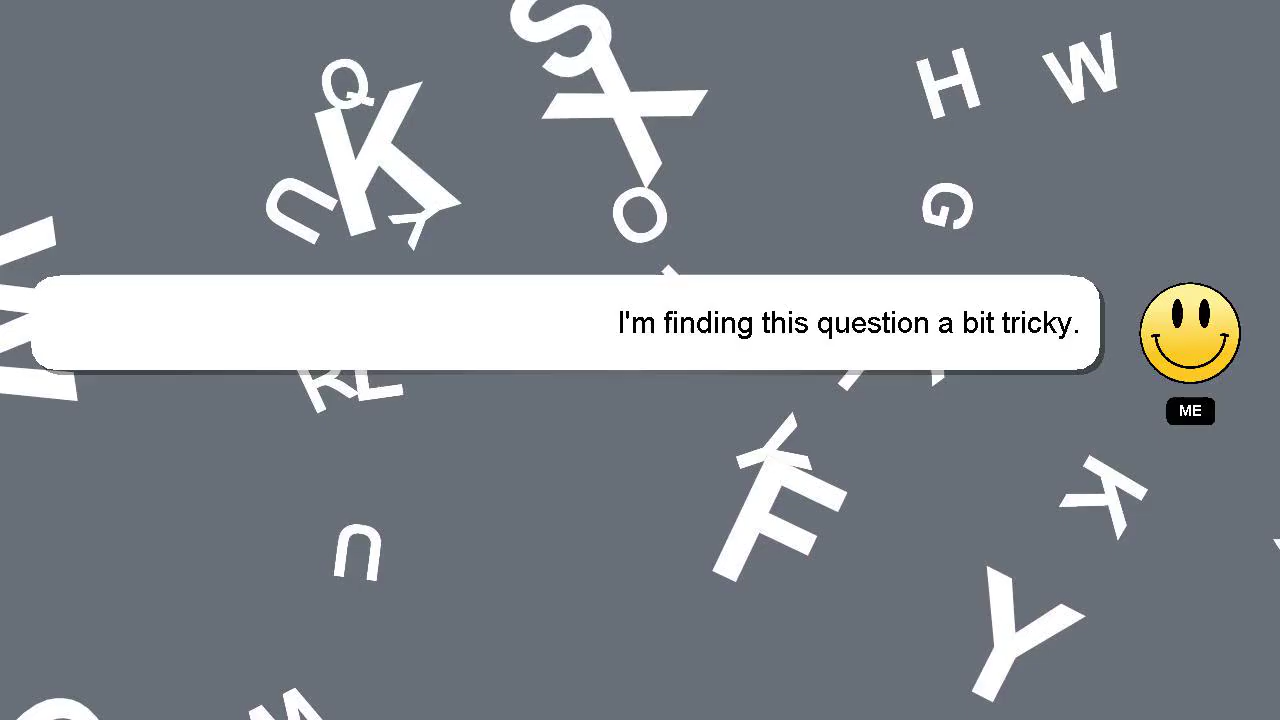 S
Q
H
W
K
X
U
Y
O
G
W
I'm finding this question a bit tricky.
ME
R
Z
K
F
K
U
Y
M